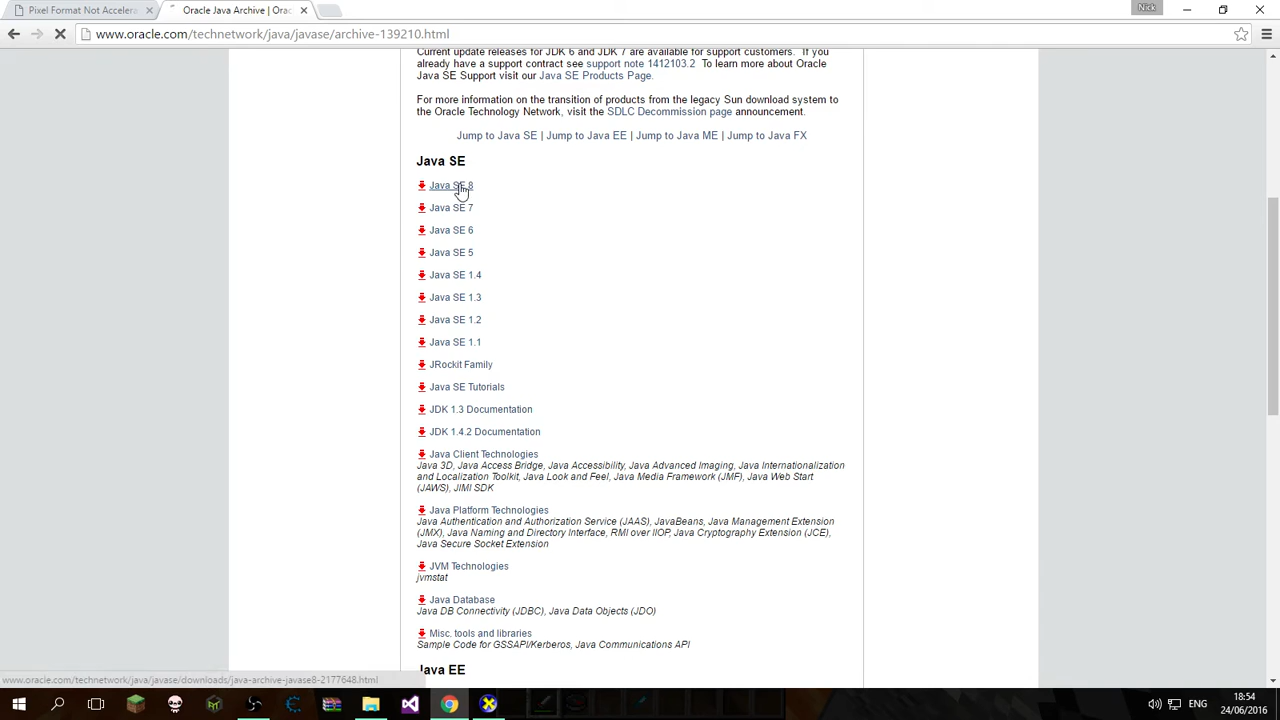 Pixel Format Not Accelera
Oracle Java Archive | Orac
Nick
www.oracle.com/technetwork/java/javase/archive-139210.html
Current update releases for JDK 6 and JDK 7 are available for support customers. If you
already have a support contract see support note 1412103.2 To learn more about Oracle
Java SE Support visit our Java SE Products Page.
For more information on the transition of products from the legacy Sun download system to
the Oracle Technology Network, visit the SDLC Decommission page announcement.
Jump to Java SE | Jump to Java EE | Jump to Java ME | Jump to Java FX
Java SE
Java SE 8
Java SE 7
Java SE 6
Java SE 5
Java SE 1.4
Java SE 1.3
Java SE 1.2
Java SE 1.1
JRockit Family
Java SE Tutorials
JDK 1.3 Documentation
JDK 1.4.2 Documentation
Java Client Technologies
Java 3D, Java Access Bridge, Java Accessibility, Java Advanced Imaging, Java Internationalization
and Localization Toolkit, Java Look and Feel, Java Media Framework (JMF), Java Web Start
(JAWS), JIMI SDK
Java Platform Technologies
Java Authentication and Authorization Service (JAAS), JavaBeans, Java Management Extension
(JMX), Java Naming and Directory Interface, RMI over IIOP, Java Cryptography Extension (JCE),
Java Secure Socket Extension
JVM Technologies
jvmstat
Java Database
Java DB Connectivity (JDBC), Java Data Objects (JDO)
Misc. tools and libraries
Sample Code for GSSAPI/Kerberos, Java Communications API
Java EE
www.oracle.com/technetwork/java/javase/downloads/java-archive-javase8-2177648.html
ENG
18:54
24/06/2016